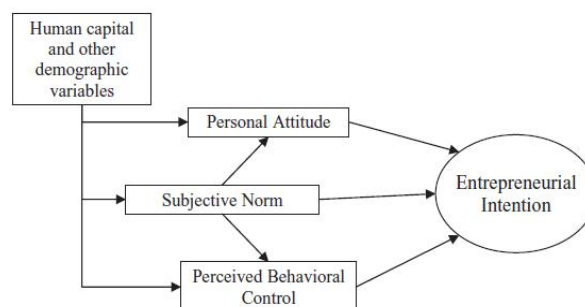 Human capital
and other
demographic
variables
Personal Attitude
Subjective Norm
Entrepreneurial
Intention
Perceived Behavioral
Control